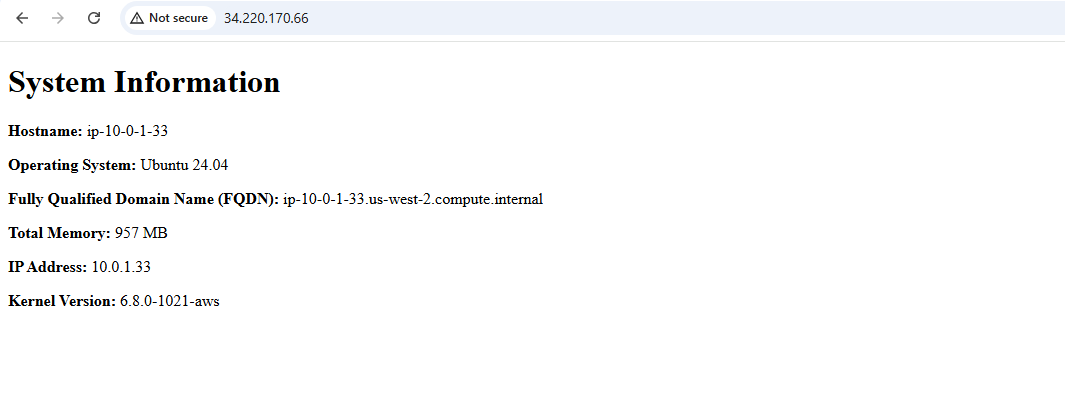 Not secure 34.220.170.66
System Information
Hostname: ip-10-0-1-33
Operating System: Ubuntu 24.04
Fully Qualified Domain Name (FQDN): ip-10-0-1-33.us-west-2.compute.internal
Total Memory: 957 MB
IP Address: 10.0.1.33
Kernel Version: 6.8.0-1021-aws